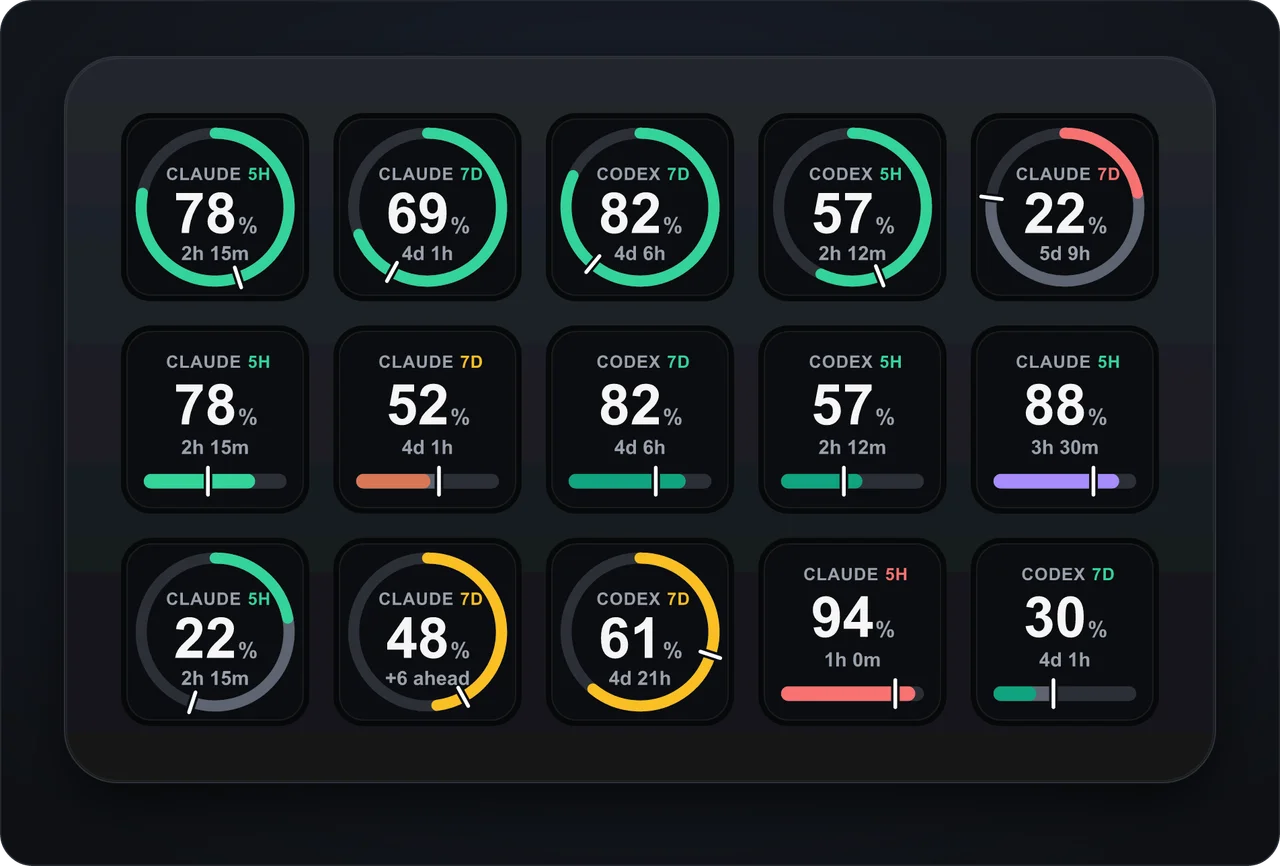 CLAUDE 5H
78%
2h 15m
CLAUDE 7D
69%
4d 1h
CODEX 7D
82%
4d 6h
CODEX 5H
57%
2h 12m
CLAUDE 7D
22%
5d 9h
CLAUDE 5H
78%
2h 15m
CLAUDE 7D
52%
4d 1h
CODEX 7D
82%
4d 6h
CODEX 5H
57%
2h 12m
CLAUDE 5H
88%
3h 30m
CLAUDE 5H
22%
2h 15m
CLAUDE 7D
48%
+6 ahead
CODEX 7D
61%
4d 21h
CLAUDE 5H
94%
1h 0m
CODEX 7D
30%
4d 1h